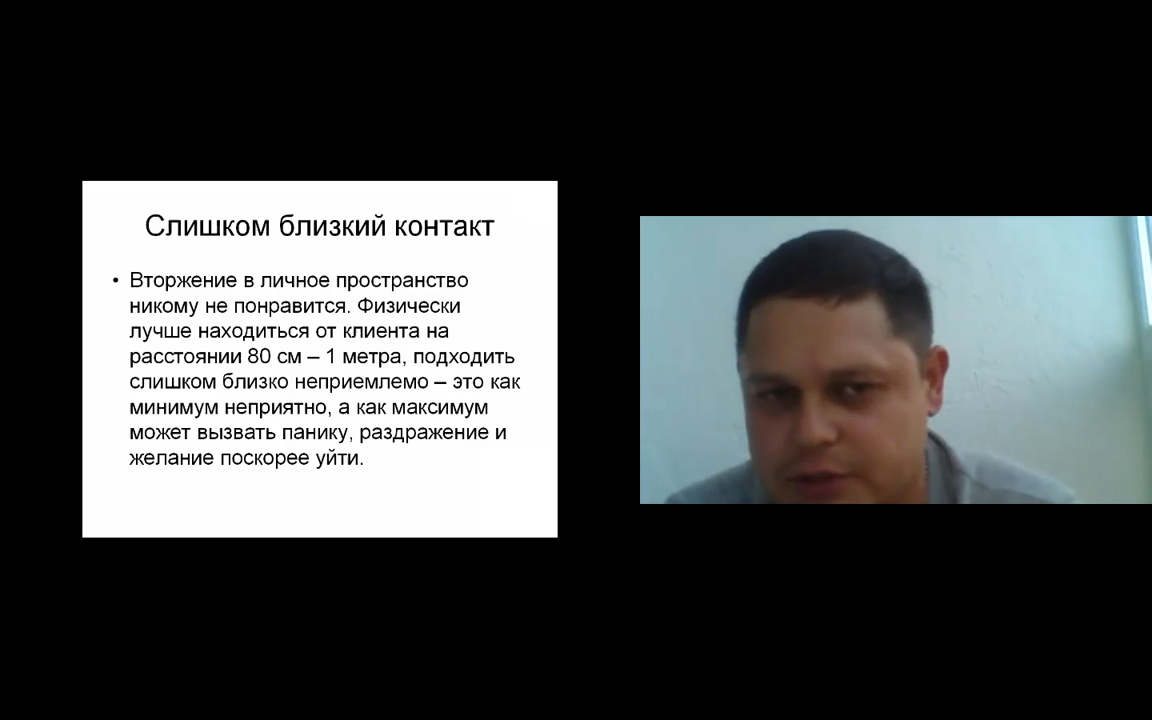 Слишком близкий контакт
• Вторжение в личное пространство
никому не понравится. Физически
лучше находиться от клиента на
расстоянии 80 см – 1 метра, подходить
слишком близко неприемлемо – это как
минимум неприятно, а как максимум
может вызвать панику, раздражение и
желание поскорее уйти.